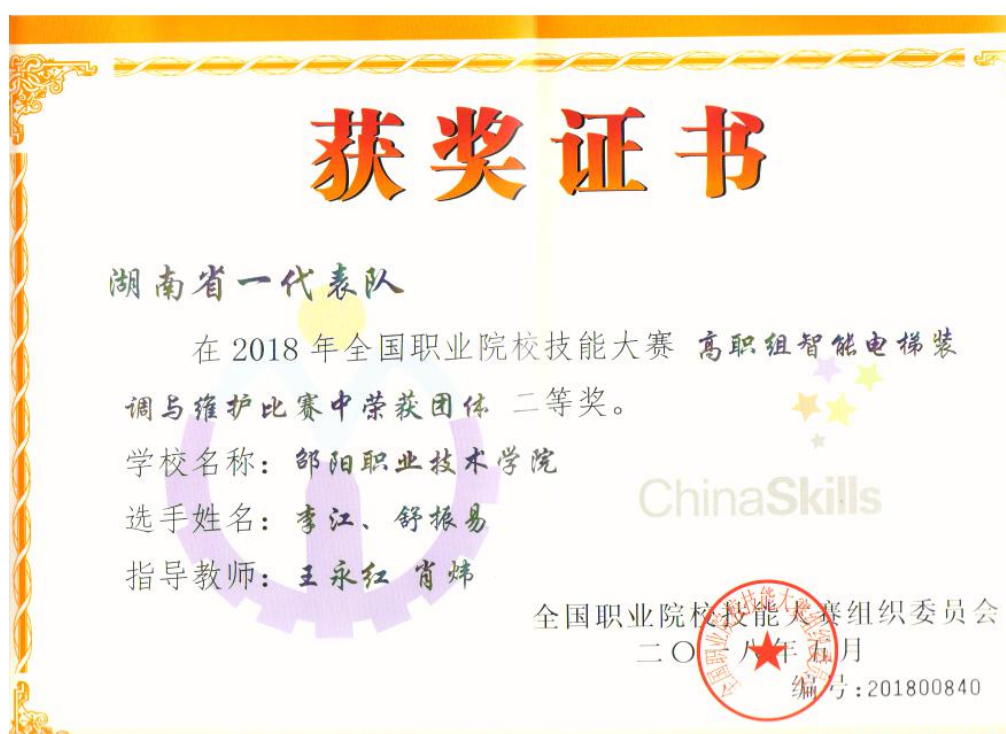 获奖证书
湖南省一代表队
在2018年全国职业院校技能大赛 高职组智能电梯装
调与维护比赛中荣获团体 二等奖。
学校名称：邵阳职业技术学院
选手姓名：李江、舒振易
指导教师：王永红 肖炜
ChinaSkills
全国职业院校技能大赛组织委员会
二〇一八年五月
编号:201800840